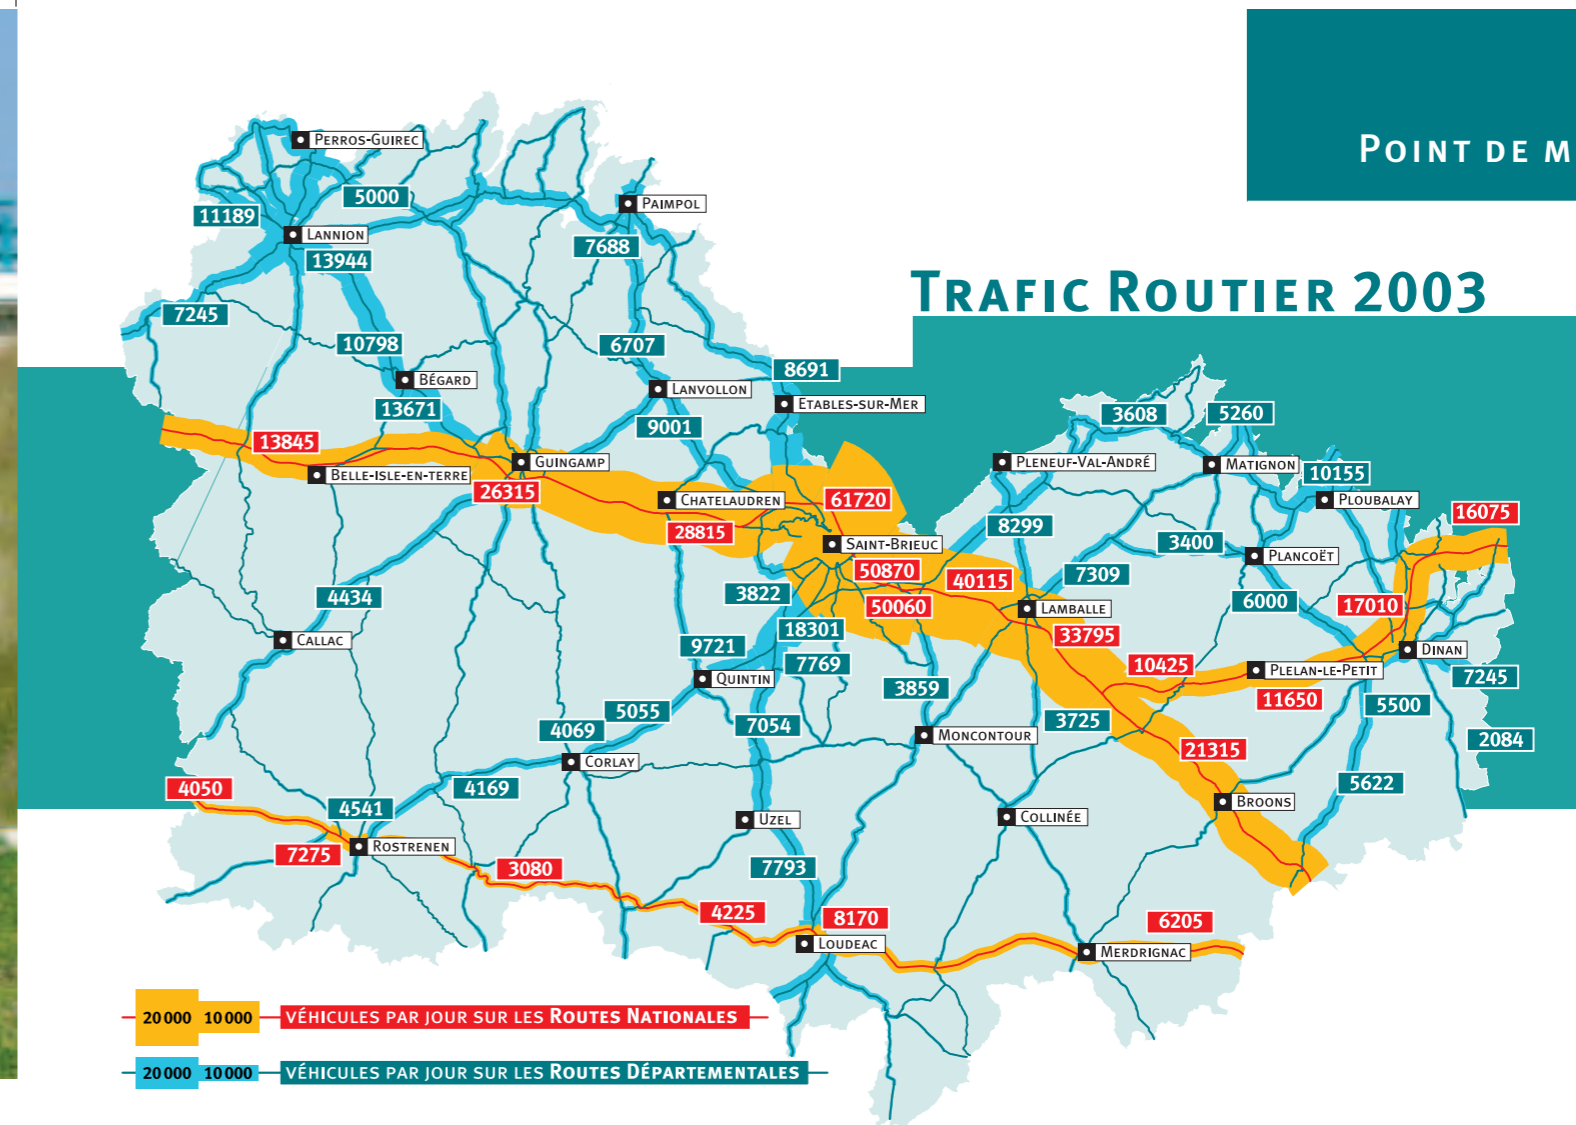 POINT DE M
TRAFIC ROUTIER 2003
PERROS-GUIREC
5000
11189
PAIMPOL
LANNION
7688
13944
7245
10798
6707
8691
BÉGARD
LANVOLLON
ETABLES-SUR-MER
13671
9001
3608
5260
13845
GUINGAMP
PLENEUF-VAL-ANDRÉ
MATIGNON
BELLE-ISLE-EN-TERRE
10155
26315
CHATELAUDREN
61720
PLOUBALAY
16075
28815
8299
SAINT-BRIEUC
3400
PLANCOËT
50870
40115
7309
4434
3822
50060
LAMBALLE
6000
17010
18301
33795
CALLAC
9721
7769
10425
DINAN
QUINTIN
3859
PLELAN-LE-PETIT
7245
11650
5500
5055
7054
3725
4069
MONCONTOUR
21315
2084
CORLAY
4050
4169
5622
4541
BROONS
UZEL
COLLINÉE
ROSTRENEN
7275
3080
7793
4225
8170
6205
LOUDEAC
MERDRIGNAC
20 000 10 000 VÉHICULES PAR JOUR SUR LES ROUTES NATIONALES
20 000 10 000 VÉHICULES PAR JOUR SUR LES ROUTES DÉPARTEMENTALES